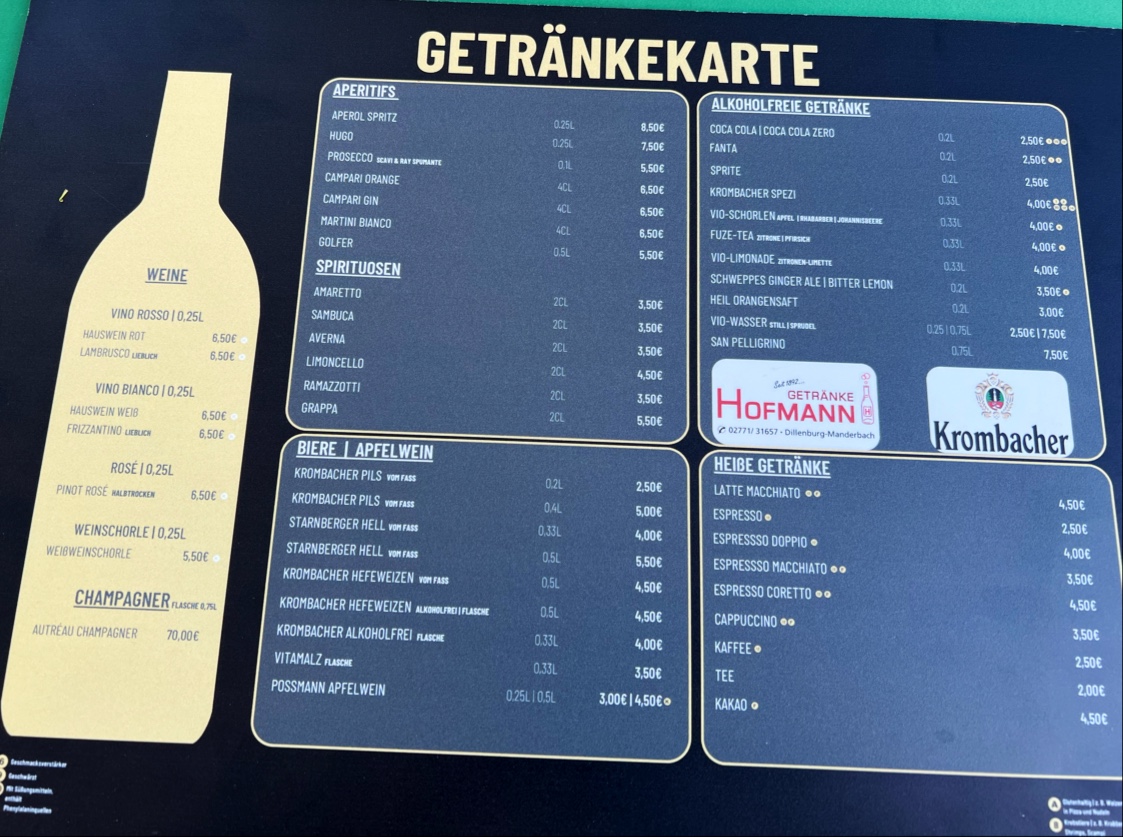 GETRÄNKEKARTE
WEINE
VINO ROSSO | 0,25L
HAUSWEIN ROT 6,50€
LAMBRUSCO LIEBLICH 6,50€
VINO BIANCO | 0,25L
HAUSWEIN WEIß 6,50€
FRIZZANTINO LIEBLICH 6,50€
ROSÉ | 0,25L
PINOT ROSÉ HALBTROCKEN 6,50€
WEINSCHORLE | 0,25L
WEIßWEINSCHORLE 5,50€
CHAMPAGNER FLASCHE 0,75L
AUTRÉAU CHAMPAGNER 70,00€
APERITIFS
APEROL SPRITZ 0.25L 8,50€
HUGO 0.25L 7,50€
PROSECCO SCAVI & RAY SPUMANTE 0,1L 5,50€
CAMPARI ORANGE 4CL 6,50€
CAMPARI GIN 4CL 6,50€
MARTINI BIANCO 4CL 6,50€
GOLFER 0.5L 5,50€
SPIRITUOSEN
AMARETTO 2CL 3,50€
SAMBUCA 2CL 3,50€
AVERNA 2CL 3,50€
LIMONCELLO 2CL 4,50€
RAMAZZOTTI 2CL 3,50€
GRAPPA 2CL 5,50€
BIERE | APFELWEIN
KROMBACHER PILS VOM FASS 0.2L 2,50€
KROMBACHER PILS VOM FASS 0,4L 5,00€
STARNBERGER HELL VOM FASS 0,33L 4,00€
STARNBERGER HELL VOM FASS 0.5L 5,50€
KROMBACHER HEFEWEIZEN VOM FASS 0,5L 4,50€
KROMBACHER HEFEWEIZEN ALKOHOLFREI | FLASCHE 0.5L 4,50€
KROMBACHER ALKOHOLFREI FLASCHE 0.33L 4,00€
VITAMALZ FLASCHE 0.33L 3,50€
POSSMANN APFELWEIN 0.25L | 0,5L 3,00€ | 4,50€
ALKOHOLFREIE GETRÄNKE
COCA COLA | COCA COLA ZERO 0.2L 2,50€
FANTA 0.2L 2,50€
SPRITE 0.2L 2,50€
KROMBACHER SPEZI 0.33L 4,00€
VIO-SCHORLEN APFEL | RHABARBER | JOHANNISBEERE 0.33L 4,00€
FUZE-TEA ZITRONE | PFIRSICH 0.33L 4,00€
VIO-LIMONADE ZITRONEN-LIMETTE 0.33L 4,00€
SCHWEPPES GINGER ALE | BITTER LEMON 0.2L 3,50€
HEIL ORANGENSAFT 0.2L 3,00€
VIO-WASSER STILL | SPRUDEL 0.25 | 0.75L 2,50€ | 7,50€
SAN PELLIGRINO 0.75L 7,50€
Seit 1892...
GETRÄNKE
HOFMANN
02771/ 31657 • Dillenburg-Manderbach
Krombacher
HEIßE GETRÄNKE
LATTE MACCHIATO 4,50€
ESPRESSO 2,50€
ESPRESSSO DOPPIO 4,00€
ESPRESSSO MACCHIATO 3,50€
ESPRESSO CORETTO 4,50€
CAPPUCCINO 3,50€
KAFFEE 2,50€
TEE 2,00€
KAKAO 4,50€
Geschmacksverstärker
Geschwärzt
Mit Süßungsmitteln,
enthält
Phenylalaninquellen
A Glutenhaltig (z. B. Weizen
in Pizza und Nudeln
B Krebstiere (z. B. Krabben
Shrimps, Scampi